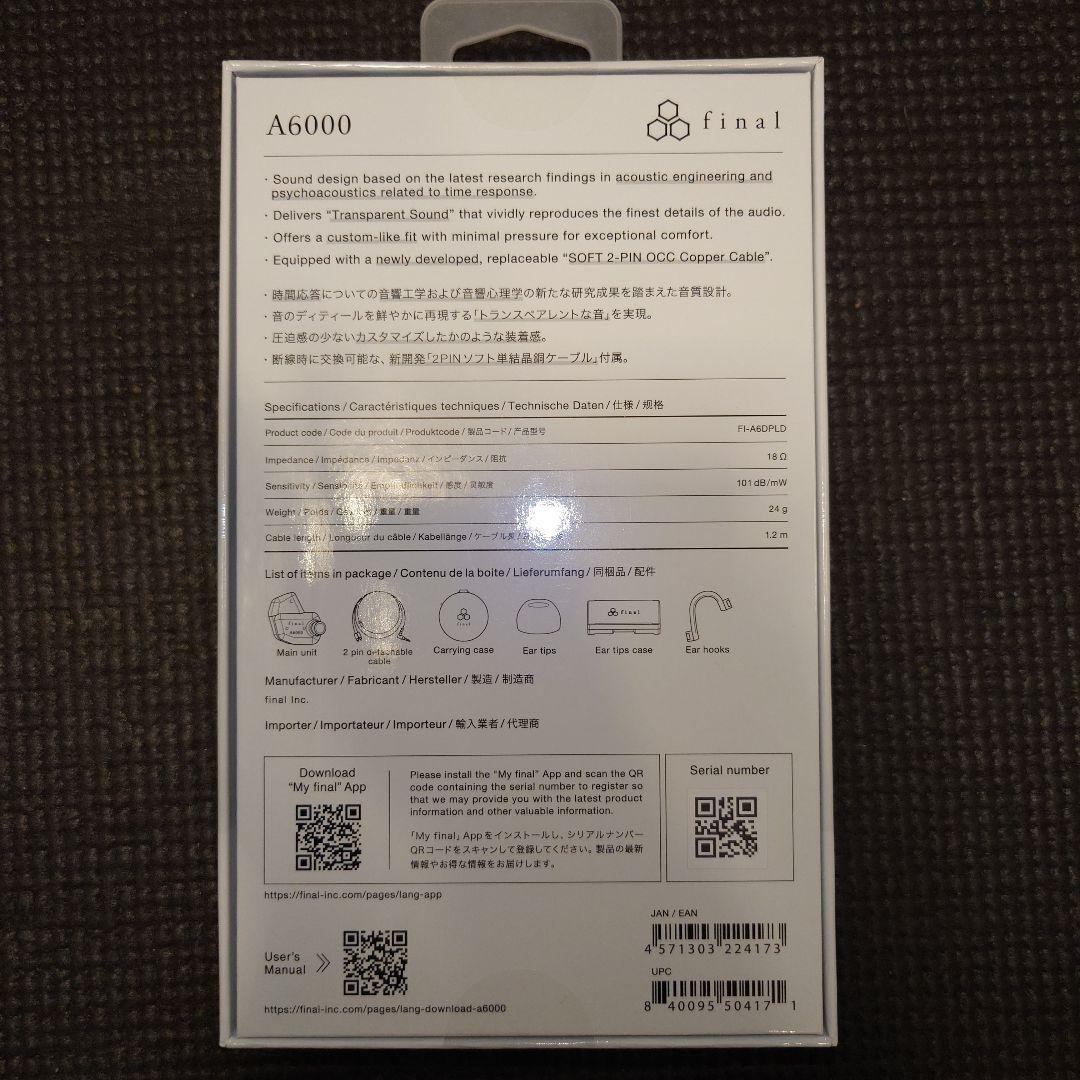 A6000
final
· Sound design based on the latest research findings in acoustic engineering and
psychoacoustics related to time response.
· Delivers “Transparent Sound” that vividly reproduces the finest details of the audio.
· Offers a custom-like fit with minimal pressure for exceptional comfort.
· Equipped with a newly developed, replaceable “SOFT 2-PIN OCC Copper Cable”.
· 時間応答についての音響工学および音響心理学の新たな研究成果を踏まえた音質設計。
· 音のディティールを鮮やかに再現する「トランスペアレントな音」を実現。
· 圧迫感の少ないカスタマイズしたかのような装着感。
· 断線時に交換可能な、新開発「2PINソフト単結晶銅ケーブル」付属。
Specifications / Caractéristiques techniques / Technische Daten / 仕様 / 规格
Product code / Code du produit / Produktcode / 製品コード / 产品型号 FI-A6DPLD
Impedance / Impédance / Impedanz / インピーダンス / 阻抗 18 Ω
Sensitivity / Sensibilité / Empfindlichkeit / 感度 / 灵敏度 101 dB/mW
Weight / Poids / 重量 / 重量 24 g
Cable length / Longueur du câble / Kabellänge / ケーブル長 / 1.2 m
List of items in package / Contenu de la boite / Lieferumfang / 同梱品 / 配件
final
A6000
final
final
Main unit
2 pin detachable
cable
Carrying case
Ear tips
Ear tips case
Ear hooks
Manufacturer / Fabricant / Hersteller / 製造 / 制造商
final Inc.
Importer / Importateur / Importeur / 輸入業者 / 代理商
Download
“My final” App
Please install the "My final" App and scan the QR
code containing the serial number to register so
that we may provide you with the latest product
information and other valuable information.
「My final」Appをインストールし、シリアルナンバー
QRコードをスキャンして登録してください。製品の最新
情報やお得な情報をお届けします。
Serial number
https://final-inc.com/pages/lang-app
User's
Manual
https://final-inc.com/pages/lang-download-a6000
JAN / EAN
4 571303 224173
UPC
8 40095 50417 1